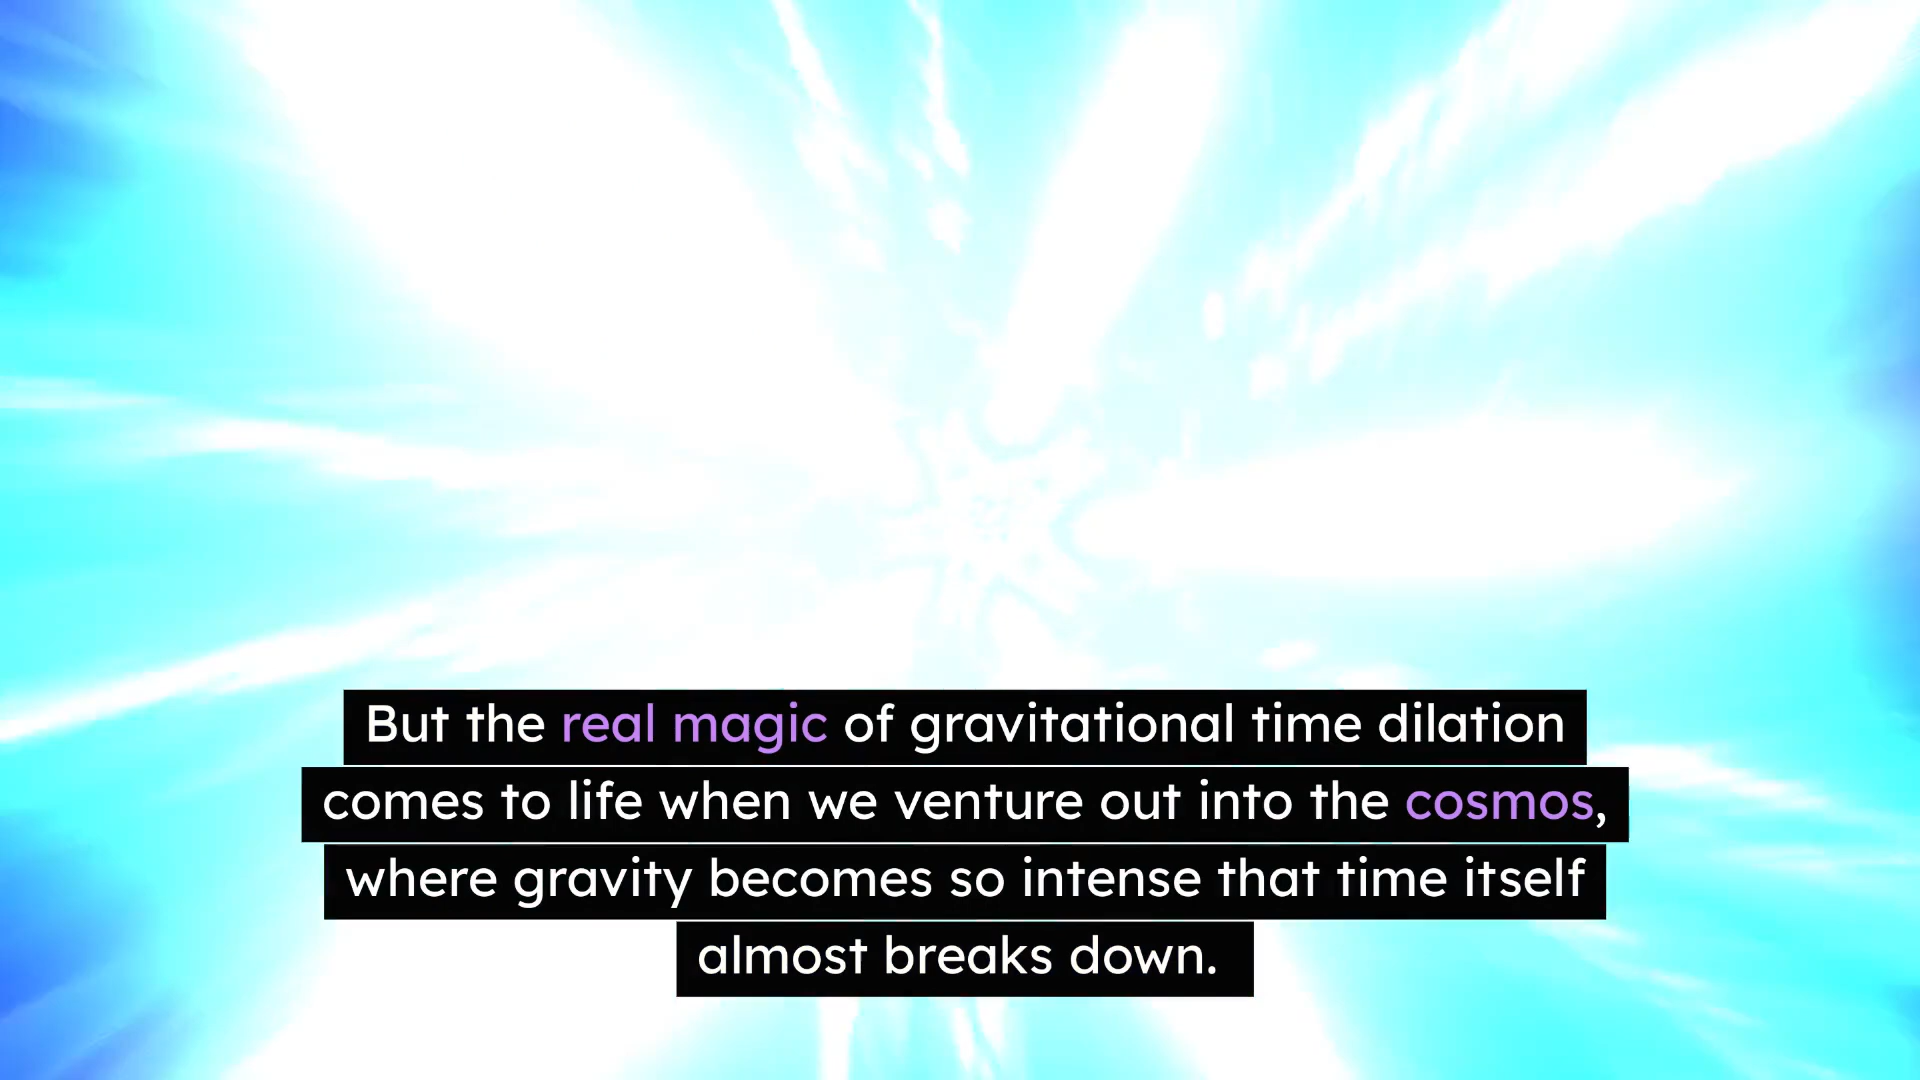 But the real magic of gravitational time dilation
comes to life when we venture out into the cosmos,
where gravity becomes so intense that time itself
almost breaks down.